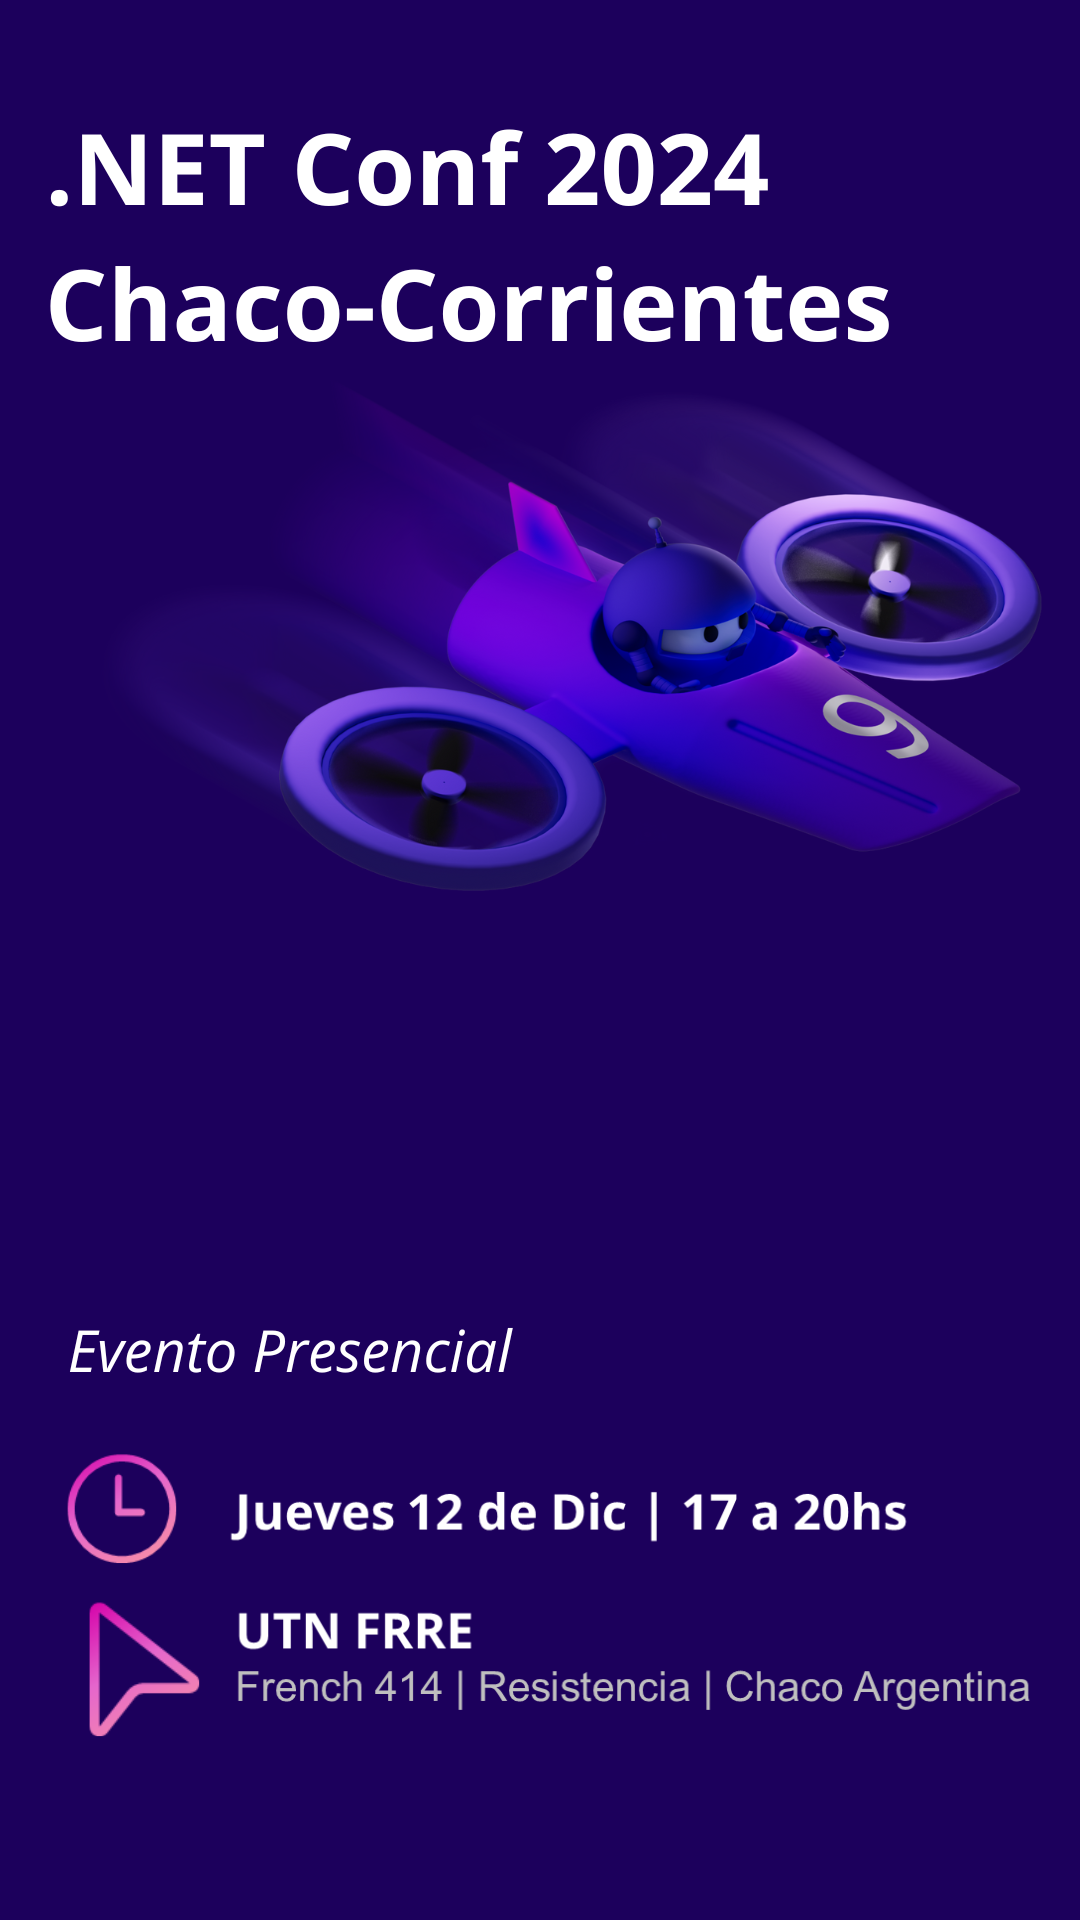 .NET Conf 2024
Chaco-Corrientes
9
Evento Presencial
Jueves 12 de Dic | 17 a 20hs
UTN FRRE
French 414 | Resistencia | Chaco Argentina